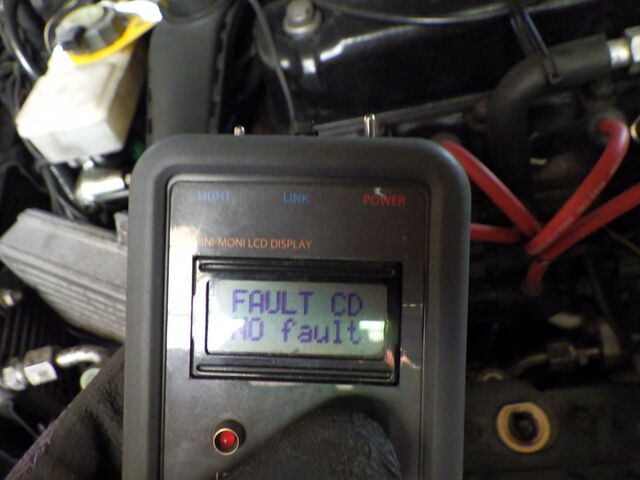 LIGHT LINK POWER
MINI-MONI LCD DISPLAY
FAULT CD
NO fault